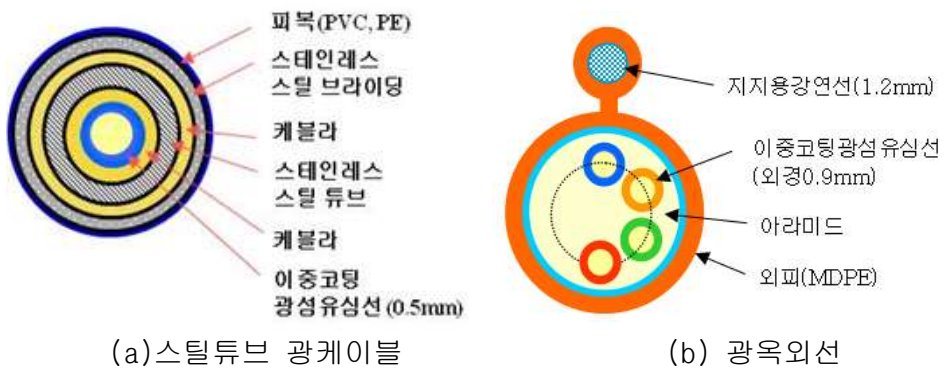 피복(PVC, PE)
스테인레스
스틸 브라이딩
케블라
스테인레스
스틸 튜브
케블라
이중코팅
광섬유심선(0.5mm)
(a)스틸튜브 광케이블
지지용강연선(1.2mm)
이중코팅광섬유심선
(외경0.9mm)
아라미드
외피(MDPE)
(b) 광옥외선